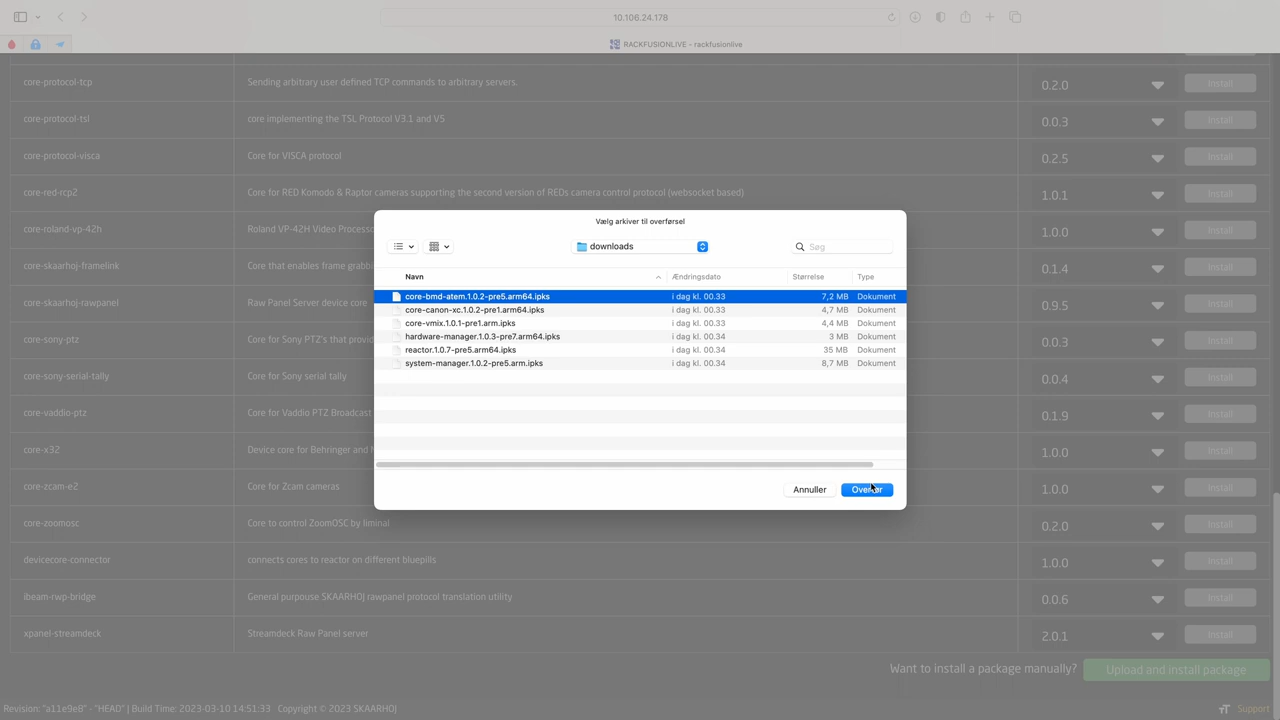 10.106.24.178
RACKFUSIONLIVE - rackfusionlive
core-protocol-tcp Sending arbitrary user defined TCP commands to arbitrary servers. 0.2.0 Install
core-protocol-tsl core implementing the TSL Protocol V3.1 and V5 0.0.3 Install
core-protocol-visca Core for VISCA protocol 0.2.5 Install
core-red-rcp2 Core for RED Komodo & Raptor cameras supporting the second version of REDs camera control protocol (websocket based) 1.0.1 Install
core-roland-vp-42h Roland VP-42H Video 1.0.0 Install
core-skaarhoj-framelink Core that enables frame 0.1.4 Install
core-skaarhoj-rawpanel Raw Panel Server device core 0.9.5 Install
core-sony-ptz Core for Sony PTZ's that 0.0.3 Install
core-sony-serial-tally Core for Sony serial tally 0.0.4 Install
core-vaddio-ptz Core for Vaddio PTZ Broadcast 0.1.9 Install
core-x32 Device core for Behringer and 1.0.0 Install
core-zcam-e2 Core for Zcam cameras 1.0.0 Install
core-zoomosc Core to control ZoomOSC by liminal 0.2.0 Install
devicecore-connector connects cores to reactor on different bluepills 1.0.0 Install
ibeam-rwp-bridge General purpouse SKAARHOJ rawpanel protocol translation utility 0.0.6 Install
xpanel-streamdeck Streamdeck Raw Panel server 2.0.1 Install
Want to install a package manually? Upload and install package
Revision: "a11e9e8" - "HEAD" | Build Time: 2023-03-10 14:51:33 Copyright © 2023 SKAARHOJ Support
Vælg arkiver til overførsel
downloads Søg
Navn Ændringsdato Størrelse Type
core-bmd-atem.1.0.2-pre5.arm64.ipks i dag kl. 00.33 7,2 MB Dokument
core-canon-xc.1.0.2-pre1.arm64.ipks i dag kl. 00.33 4,7 MB Dokument
core-vmix.1.0.1-pre1.arm.ipks i dag kl. 00.33 4,4 MB Dokument
hardware-manager.1.0.3-pre7.arm64.ipks i dag kl. 00.34 3 MB Dokument
reactor.1.0.7-pre5.arm64.ipks i dag kl. 00.34 35 MB Dokument
system-manager.1.0.2-pre5.arm.ipks i dag kl. 00.34 8,7 MB Dokument
Annuller Overfør